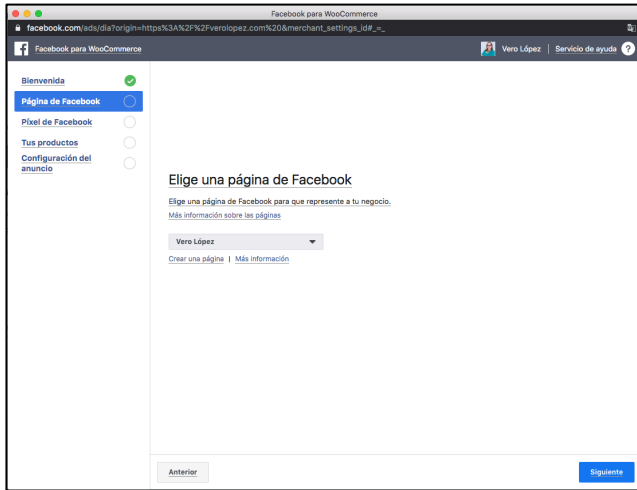 Facebook para WooCommerce
facebook.com/ads/dia?origin=https%3A%2F%2Fverolopez.com%20&merchant_settings_id#_=_
f Facebook para WooCommerce
Vero López | Servicio de ayuda ?
Bienvenida
Página de Facebook
Píxel de Facebook
Tus productos
Configuración del
anuncio
Elige una página de Facebook
Elige una página de Facebook para que represente a tu negocio.
Más información sobre las páginas
Vero López
Crear una página | Más información
Anterior
Siguiente